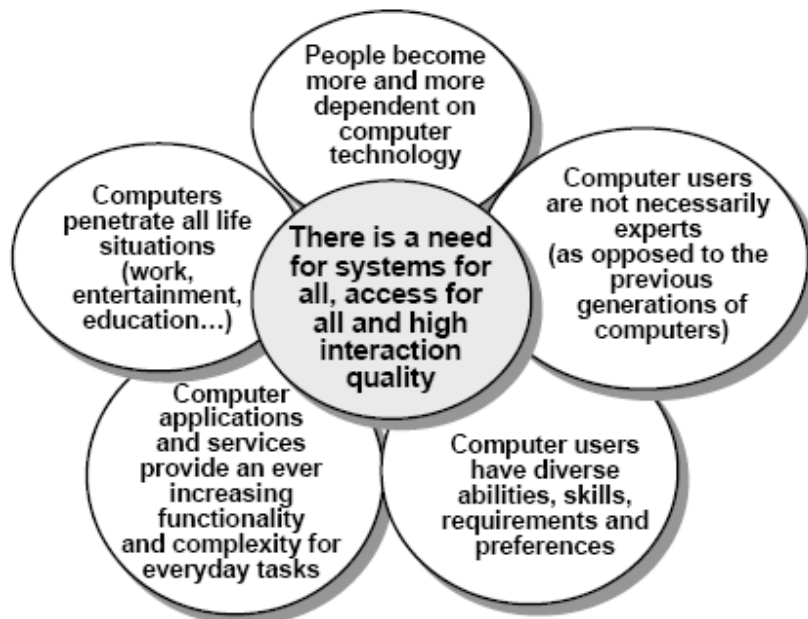 People become
more and more
dependent on
computer
technology
Computers
penetrate all life
situations
(work,
entertainment,
education…)
Computer users
are not necessarily
experts
(as opposed to the
previous
generations of
computers)
There is a need
for systems for
all, access for
all and high
interaction
quality
Computer
applications
and services
provide an ever
increasing
functionality
and complexity for
everyday tasks
Computer users
have diverse
abilities, skills,
requirements and
preferences